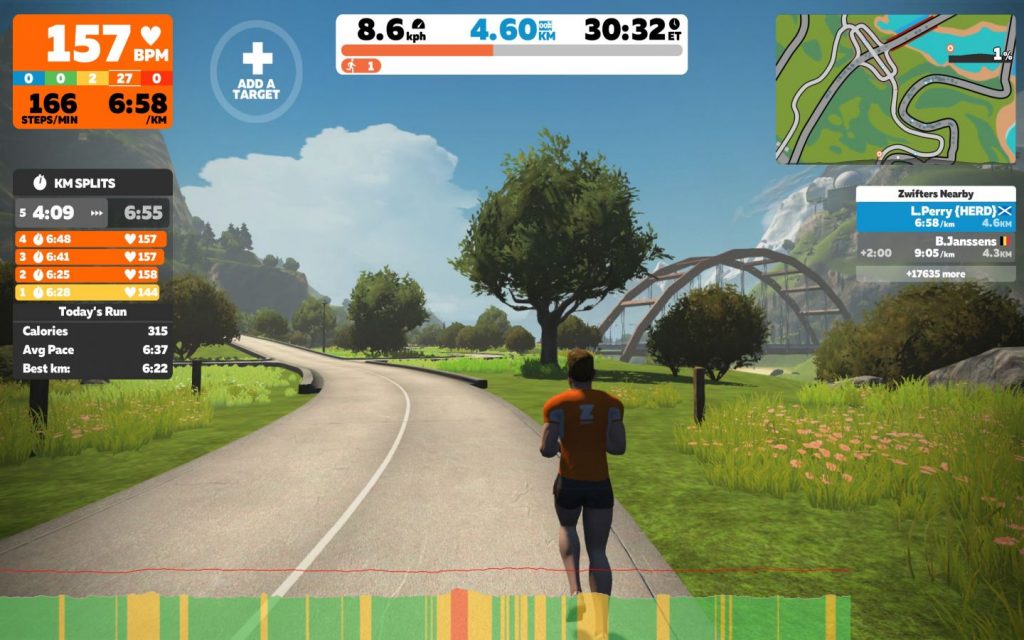 157 BPM
0 0 2 27 0
166 6:58
STEPS/MIN /KM
ADD A
TARGET
8.6 kph 4.60 KM 30:32 ET
1
1%
KM SPLITS
5 4:09 6:55
4 6:48 157
3 6:41 157
2 6:25 158
1 6:28 144
Today's Run
Calories 315
Avg Pace 6:37
Best km: 6:22
Zwifters Nearby
L.Perry {HERD}
6:58/km 4.6KM
B.Janssens
+2:00 9:05/km 4.3KM
+17635 more
Z